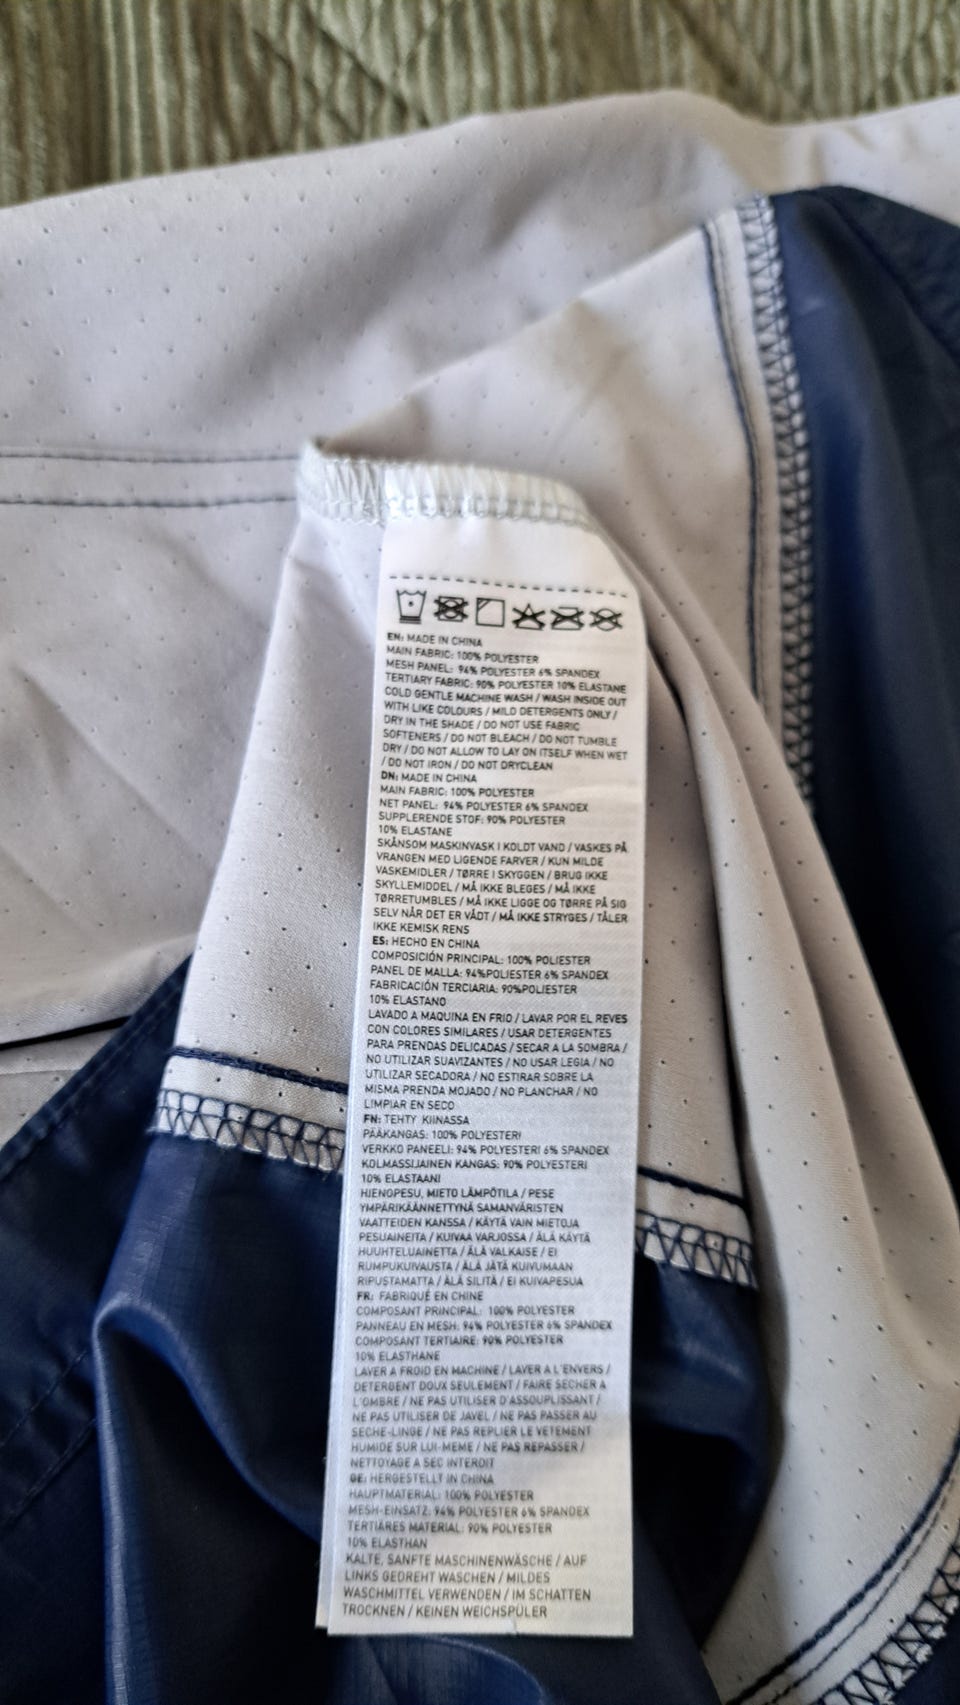 EN: MADE IN CHINA
MAIN FABRIC: 100% POLYESTER
MESH PANEL: 94% POLYESTER 6% SPANDEX
TERTIARY FABRIC: 90% POLYESTER 10% ELASTANE
COLD GENTLE MACHINE WASH / WASH INSIDE OUT
WITH LIKE COLOURS / MILD DETERGENTS ONLY /
DRY IN THE SHADE / DO NOT USE FABRIC
SOFTENERS / DO NOT BLEACH / DO NOT TUMBLE
DRY / DO NOT ALLOW TO LAY ON ITSELF WHEN WET
/ DO NOT IRON / DO NOT DRYCLEAN
DN: MADE IN CHINA
MAIN FABRIC: 100% POLYESTER
NET PANEL: 94% POLYESTER 6% SPANDEX
SUPPLERENDE STOF: 90% POLYESTER
10% ELASTANE
SKÅNSOM MASKINVASK I KOLDT VAND / VASKES PÅ
VRANGEN MED LIGENDE FARVER / KUN MILDE
VASKEMIDLER / TØRRE I SKYGGEN / BRUG IKKE
SKYLLEMIDDEL / MÅ IKKE BLEGES / MÅ IKKE
TØRRETUMBLES / MÅ IKKE LIGGE OG TØRRE PÅ SIG
SELV NÅR DET ER VÅDT / MÅ IKKE STRYGES / TÅLER
IKKE KEMISK RENS
ES: HECHO EN CHINA
COMPOSICIÓN PRINCIPAL: 100% POLIESTER
PANEL DE MALLA: 94%POLIESTER 6% SPANDEX
FABRICACIÓN TERCIARIA: 90%POLIESTER
10% ELASTANO
LAVADO A MAQUINA EN FRIO / LAVAR POR EL REVES
CON COLORES SIMILARES / USAR DETERGENTES
PARA PRENDAS DELICADAS / SECAR A LA SOMBRA /
NO UTILIZAR SUAVIZANTES / NO USAR LEGIA / NO
UTILIZAR SECADORA / NO ESTIRAR SOBRE LA
MISMA PRENDA MOJADO / NO PLANCHAR / NO
LIMPIAR EN SECO
FN: TEHTY KIINASSA
PÄÄKANGAS: 100% POLYESTERI
VERKKO PANEELI: 94% POLYESTERI 6% SPANDEX
KOLMASSIJAINEN KANGAS: 90% POLYESTERI
10% ELASTAANI
HIENOPESU, MIETO LÄMPÖTILA / PESE
YMPÄRIKÄÄNNETTYNÄ SAMANVÄRISTEN
VAATTEIDEN KANSSA / KÄYTÄ VAIN MIETOJA
PESUAINEITA / KUIVAA VARJOSSA / ÄLÄ KÄYTÄ
HUUHTELUAINETTA / ÄLÄ VALKAISE / EI
RUMPUKUIVAUSTA / ÄLÄ JÄTÄ KUIVUMAAN
RIPUSTAMATTA / ÄLÄ SILITÄ / EI KUIVAPESUA
FR: FABRIQUÉ EN CHINE
COMPOSANT PRINCIPAL: 100% POLYESTER
PANNEAU EN MESH: 94% POLYESTER 6% SPANDEX
COMPOSANT TERTIAIRE: 90% POLYESTER
10% ELASTHANE
LAVER A FROID EN MACHINE / LAVER A L'ENVERS /
DETERGENT DOUX SEULEMENT / FAIRE SECHER A
L'OMBRE / NE PAS UTILISER D'ASSOUPLISSANT /
NE PAS UTILISER DE JAVEL / NE PAS PASSER AU
SECHE-LINGE / NE PAS REPLIER LE VETEMENT
HUMIDE SUR LUI-MEME / NE PAS REPASSER /
NETTOYAGE A SEC INTERDIT
GE: HERGESTELLT IN CHINA
HAUPTMATERIAL: 100% POLYESTER
MESH-EINSATZ: 94% POLYESTER 6% SPANDEX
TERTIÄRES MATERIAL: 90% POLYESTER
10% ELASTHAN
KALTE, SANFTE MASCHINENWÄSCHE / AUF
LINKS GEDREHT WASCHEN / MILDES
WASCHMITTEL VERWENDEN / IM SCHATTEN
TROCKNEN / KEINEN WEICHSPÜLER